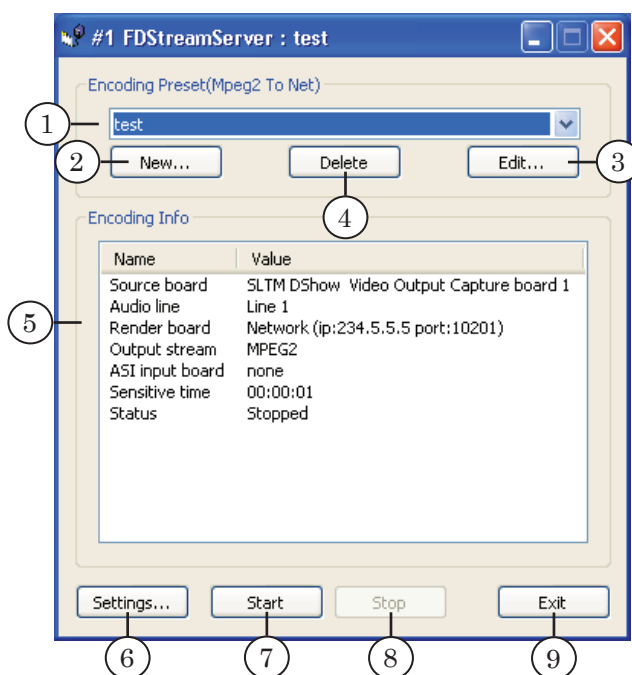 #1 FDStreamServer : test
Encoding Preset(Mpeg2 To Net)
1 test
2 New... Delete Edit... 3
4
Encoding Info
Name Value
Source board SLTM DShow Video Output Capture board 1
Audio line Line 1
5 Render board Network (ip:234.5.5.5 port:10201)
Output stream MPEG2
ASI input board none
Sensitive time 00:00:01
Status Stopped
Settings... Start Stop Exit
6 7 8 9